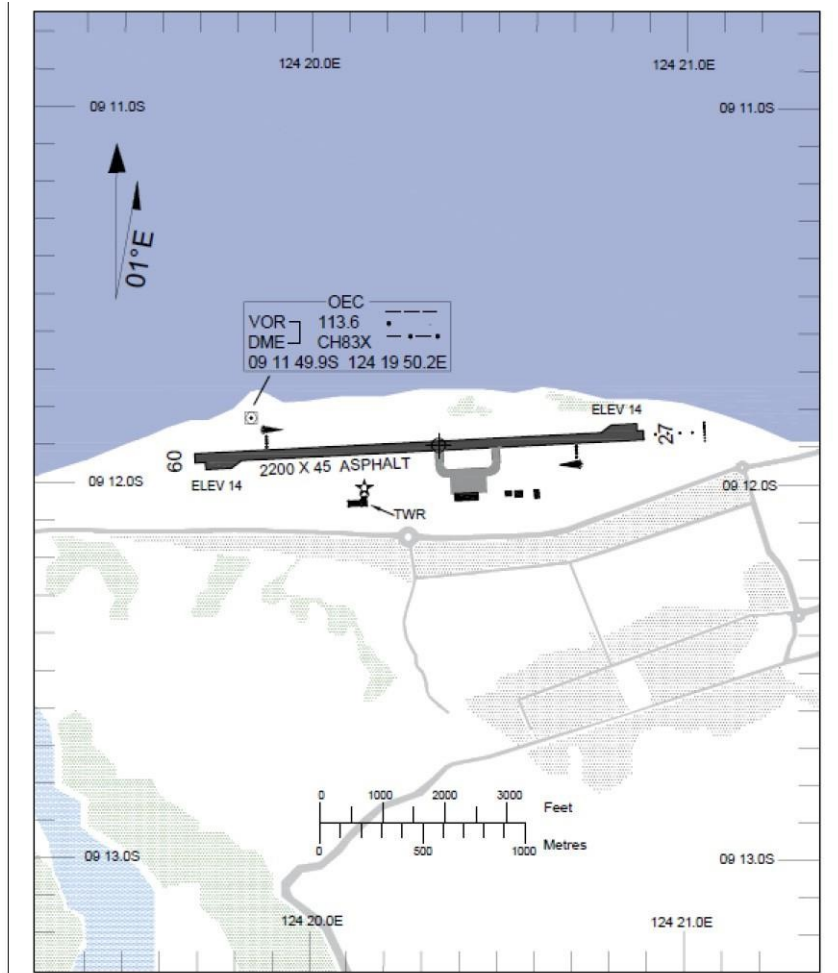 124 20.0E
124 21.0E
09 11.0S
09 11.0S
01°E
OEC
VOR 113.6
DME CH83X
09 11 49.9S 124 19 50.2E
ELEV 14
27
09
2200 X 45 ASPHALT
09 12.0S
ELEV 14
09 12.0S
TWR
0 1000 2000 3000 Feet
0 500 1000 Metres
09 13.0S
09 13.0S
124 20.0E
124 21.0E